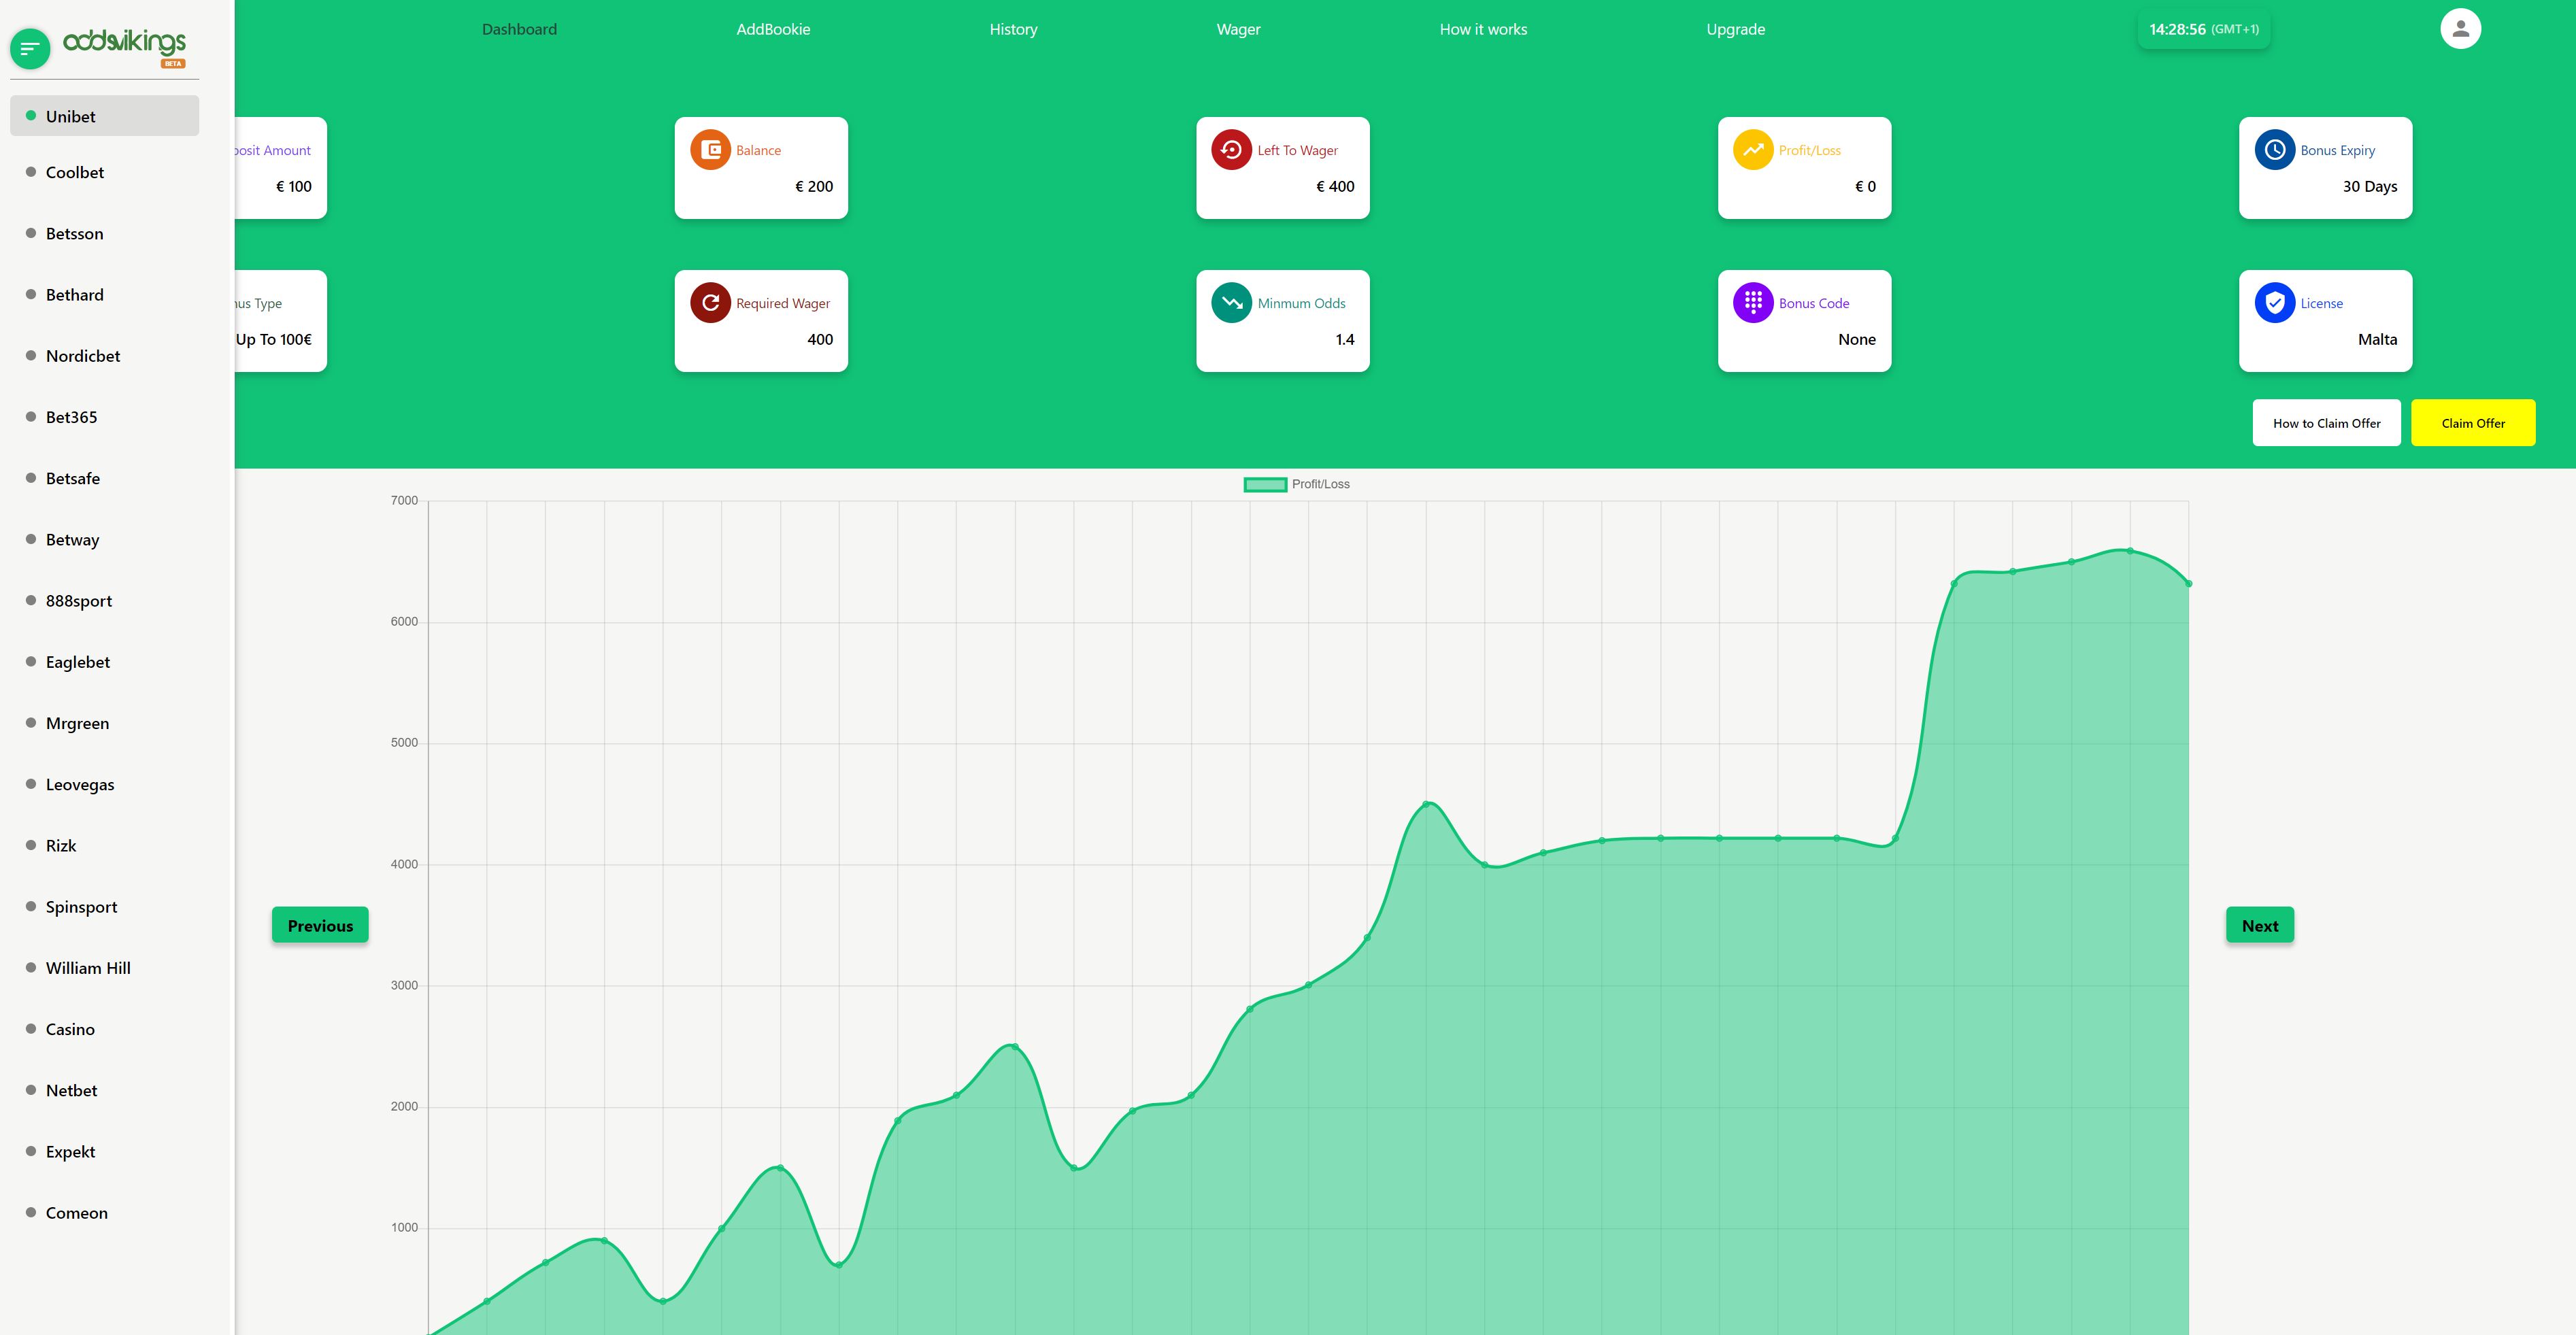 oddsvikings
BETA
Dashboard
AddBookie
History
Wager
How it works
Upgrade
14:28:56 (GMT+1)
Unibet
Coolbet
Betsson
Bethard
Nordicbet
Bet365
Betsafe
Betway
888sport
Eaglebet
Mrgreen
Leovegas
Rizk
Spinsport
William Hill
Casino
Netbet
Expekt
Comeon
posit Amount
€ 100
Balance
€ 200
Left To Wager
€ 400
Profit/Loss
€ 0
Bonus Expiry
30 Days
nus Type
Up To 100€
Required Wager
400
Minmum Odds
1.4
Bonus Code
None
License
Malta
How to Claim Offer
Claim Offer
Profit/Loss
7000
6000
5000
4000
3000
2000
1000
Previous
Next